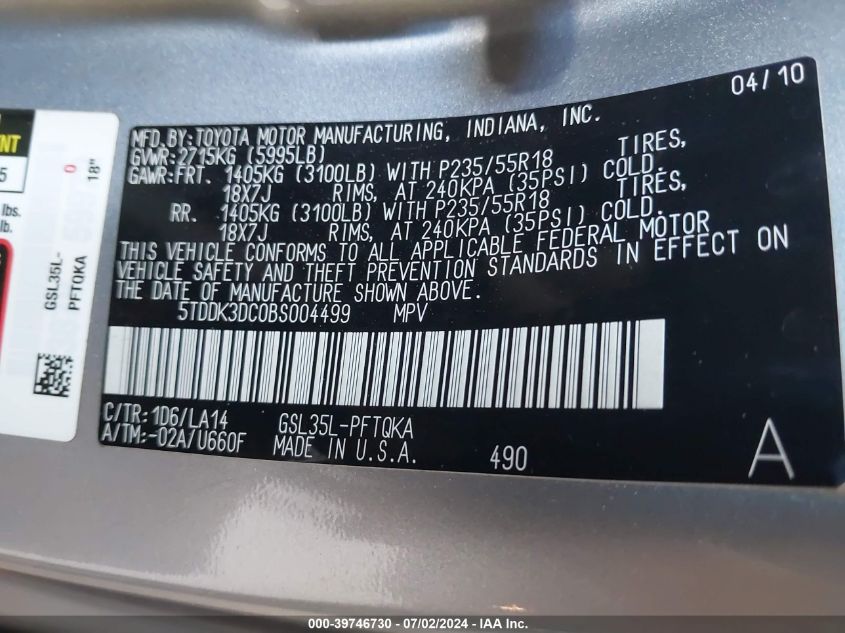 04/10
MFD.BY:TOYOTA MOTOR MANUFACTURING, INDIANA, INC.
GVWR:2715KG (5995LB)
GAWR:FRT. 1405KG (3100LB) WITH P235/55R18 TIRES,
18X7J RIMS, AT 240KPA (35PSI) COLD.
RR. 1405KG (3100LB) WITH P235/55R18 TIRES,
18X7J RIMS, AT 240KPA (35PSI) COLD.
THIS VEHICLE CONFORMS TO ALL APPLICABLE FEDERAL MOTOR
VEHICLE SAFETY AND THEFT PREVENTION STANDARDS IN EFFECT ON
THE DATE OF MANUFACTURE SHOWN ABOVE.
5TDDK3DC0BS004499 MPV
C/TR:1D6/LA14 GSL35L-PFTQKA
A/TM:-02A/U660F MADE IN U.S.A. 490
A
5
lbs.
lb.
0
18"
GSL35L-
PFTQKA
000-39746730 - 07/02/2024 - IAA Inc.